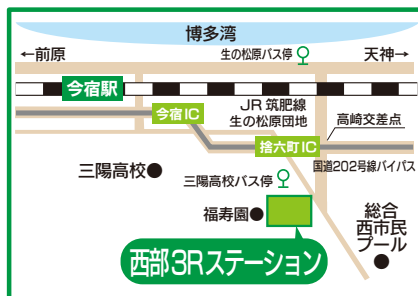 博多湾
←前原
生の松原バス停
天神→
今宿駅
今宿IC
JR 筑肥線
生の松原団地
高崎交差点
捨六町IC
国道202号線バイパス
三陽高校●
三陽高校バス停
福寿園●
総合
西市民
プール
●
西部3Rステーション